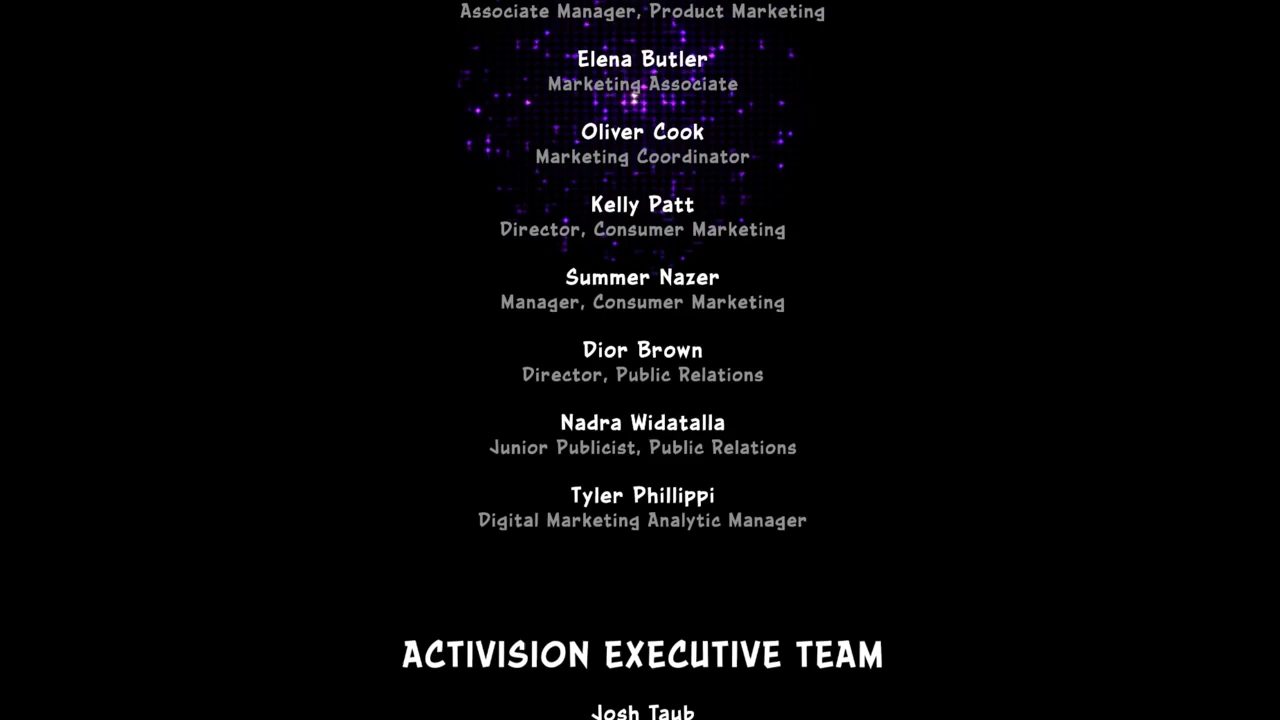 Associate Manager, Product Marketing
Elena Butler
Marketing Associate
Oliver Cook
Marketing Coordinator
Kelly Patt
Director, Consumer Marketing
Summer Nazer
Manager, Consumer Marketing
Dior Brown
Director, Public Relations
Nadra Widatalla
Junior Publicist, Public Relations
Tyler Phillippi
Digital Marketing Analytic Manager
ACTIVISION EXECUTIVE TEAM
Josh Taub